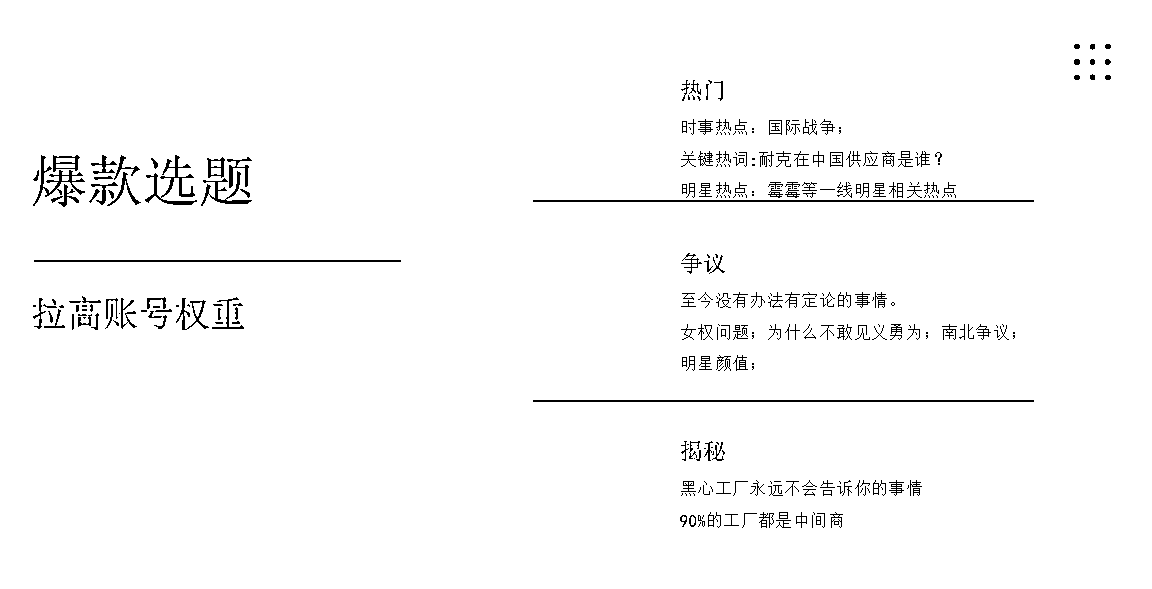 爆款选题
拉高账号权重
热门
时事热点：国际战争；
关键热词:耐克在中国供应商是谁？
明星热点：霉霉等一线明星相关热点
争议
至今没有办法有定论的事情。
女权问题；为什么不敢见义勇为；南北争议；
明星颜值；
揭秘
黑心工厂永远不会告诉你的事情
90%的工厂都是中间商